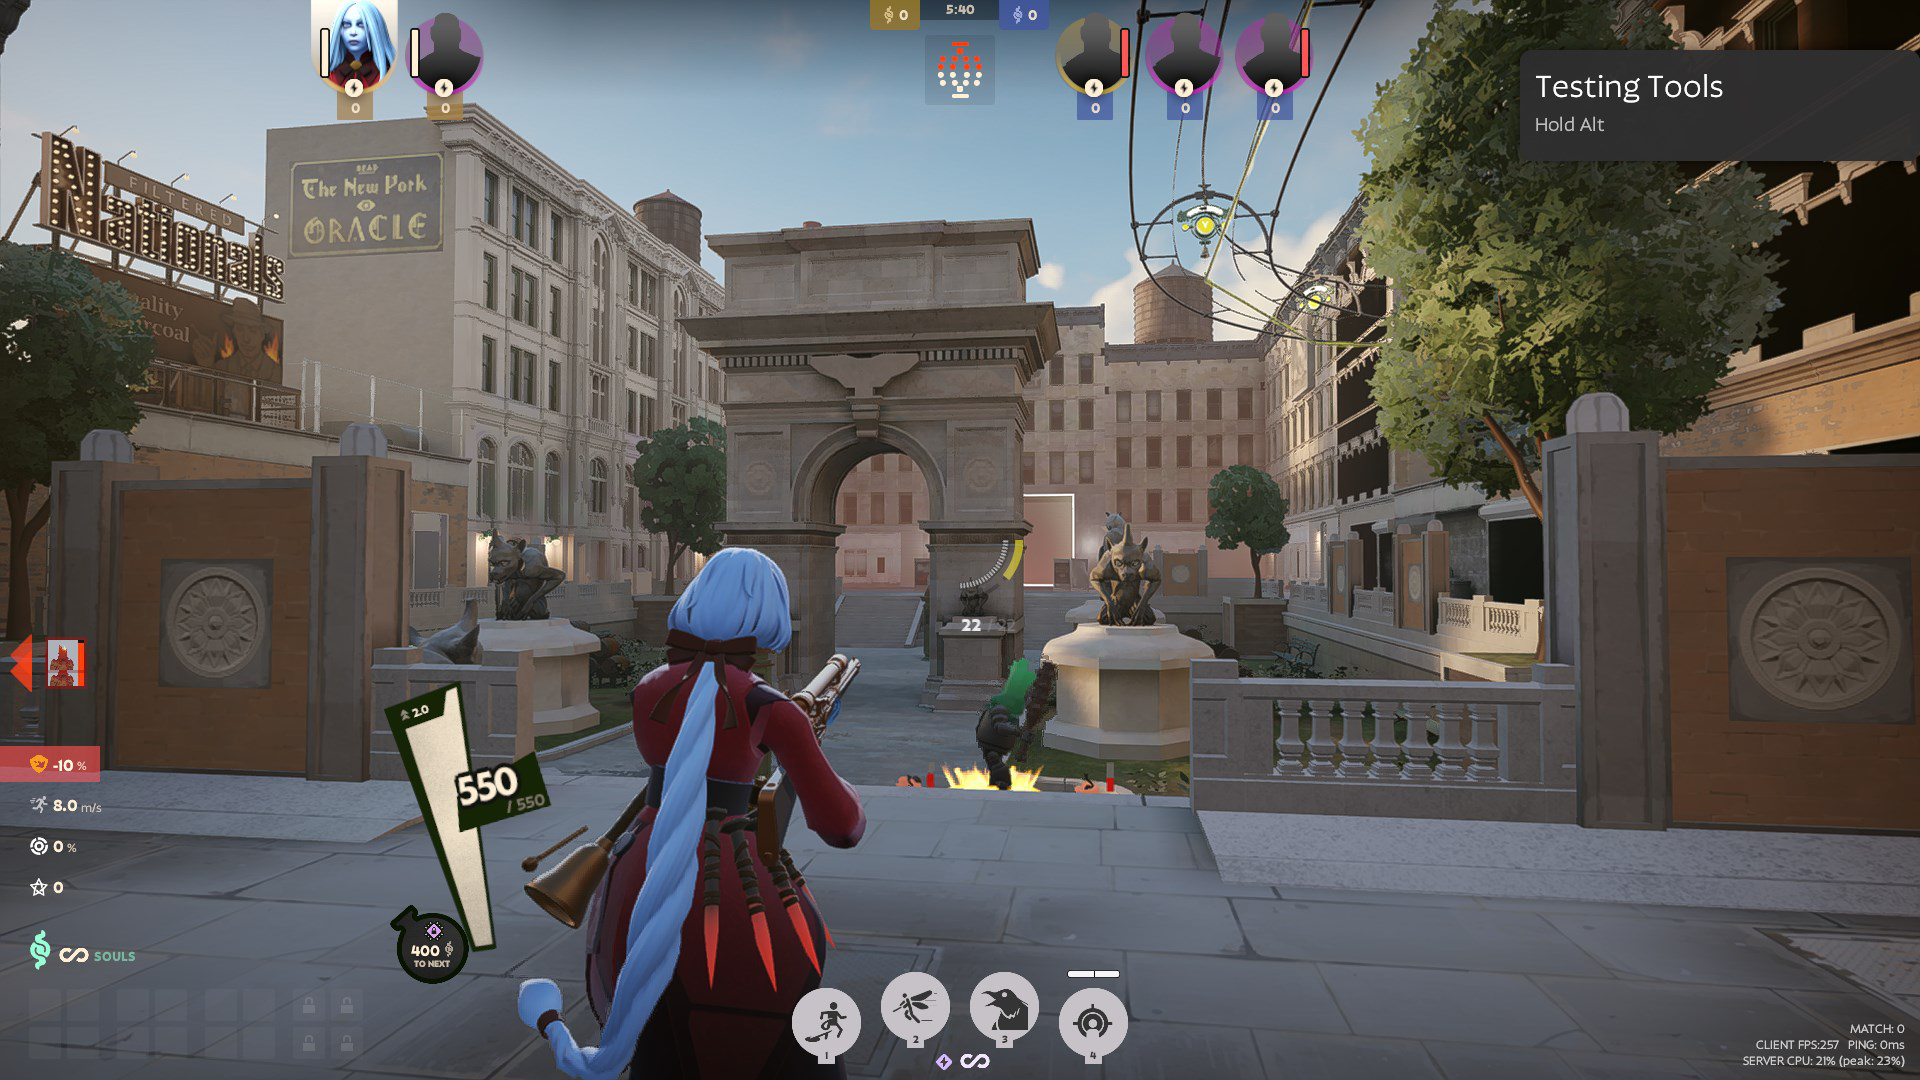 0
5:40
0
0
0
0
0
0
Testing Tools
Hold Alt
FILTERED
Nationals
READ
The New York
ORACLE
22
2.0
550
/ 550
-10 %
8.0 m/s
0 %
0
SOULS
400
TO NEXT
1
2
3
4
MATCH: 0
CLIENT FPS:257 PING: 0ms
SERVER CPU: 21% (peak: 23%)